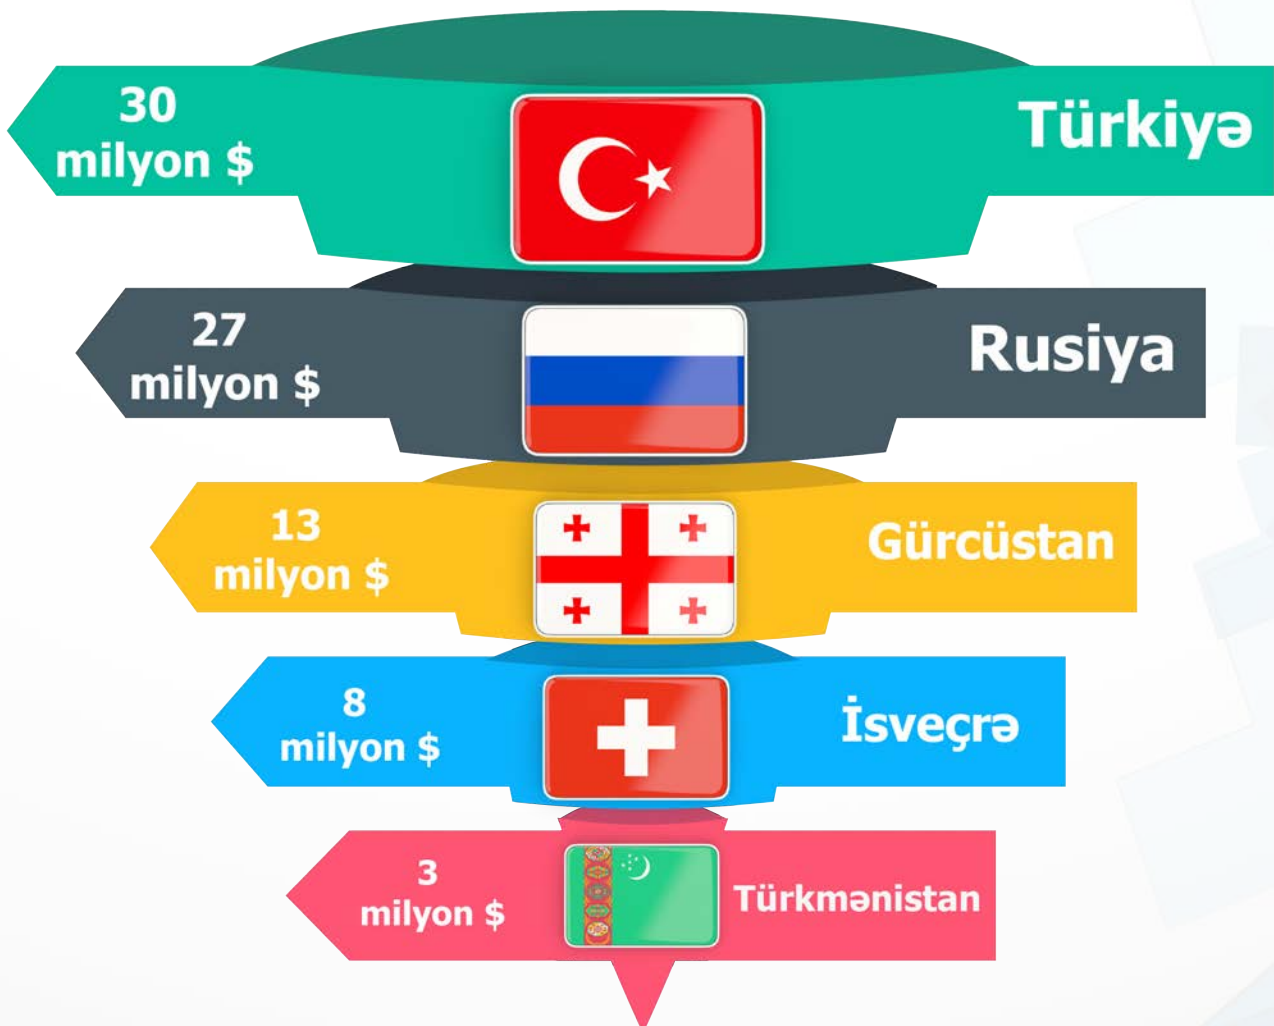 30
milyon $
Türkiyə
27
milyon $
Rusiya
13
milyon $
Gürcüstan
8
milyon $
İsveçrə
3
milyon $
Türkmənistan